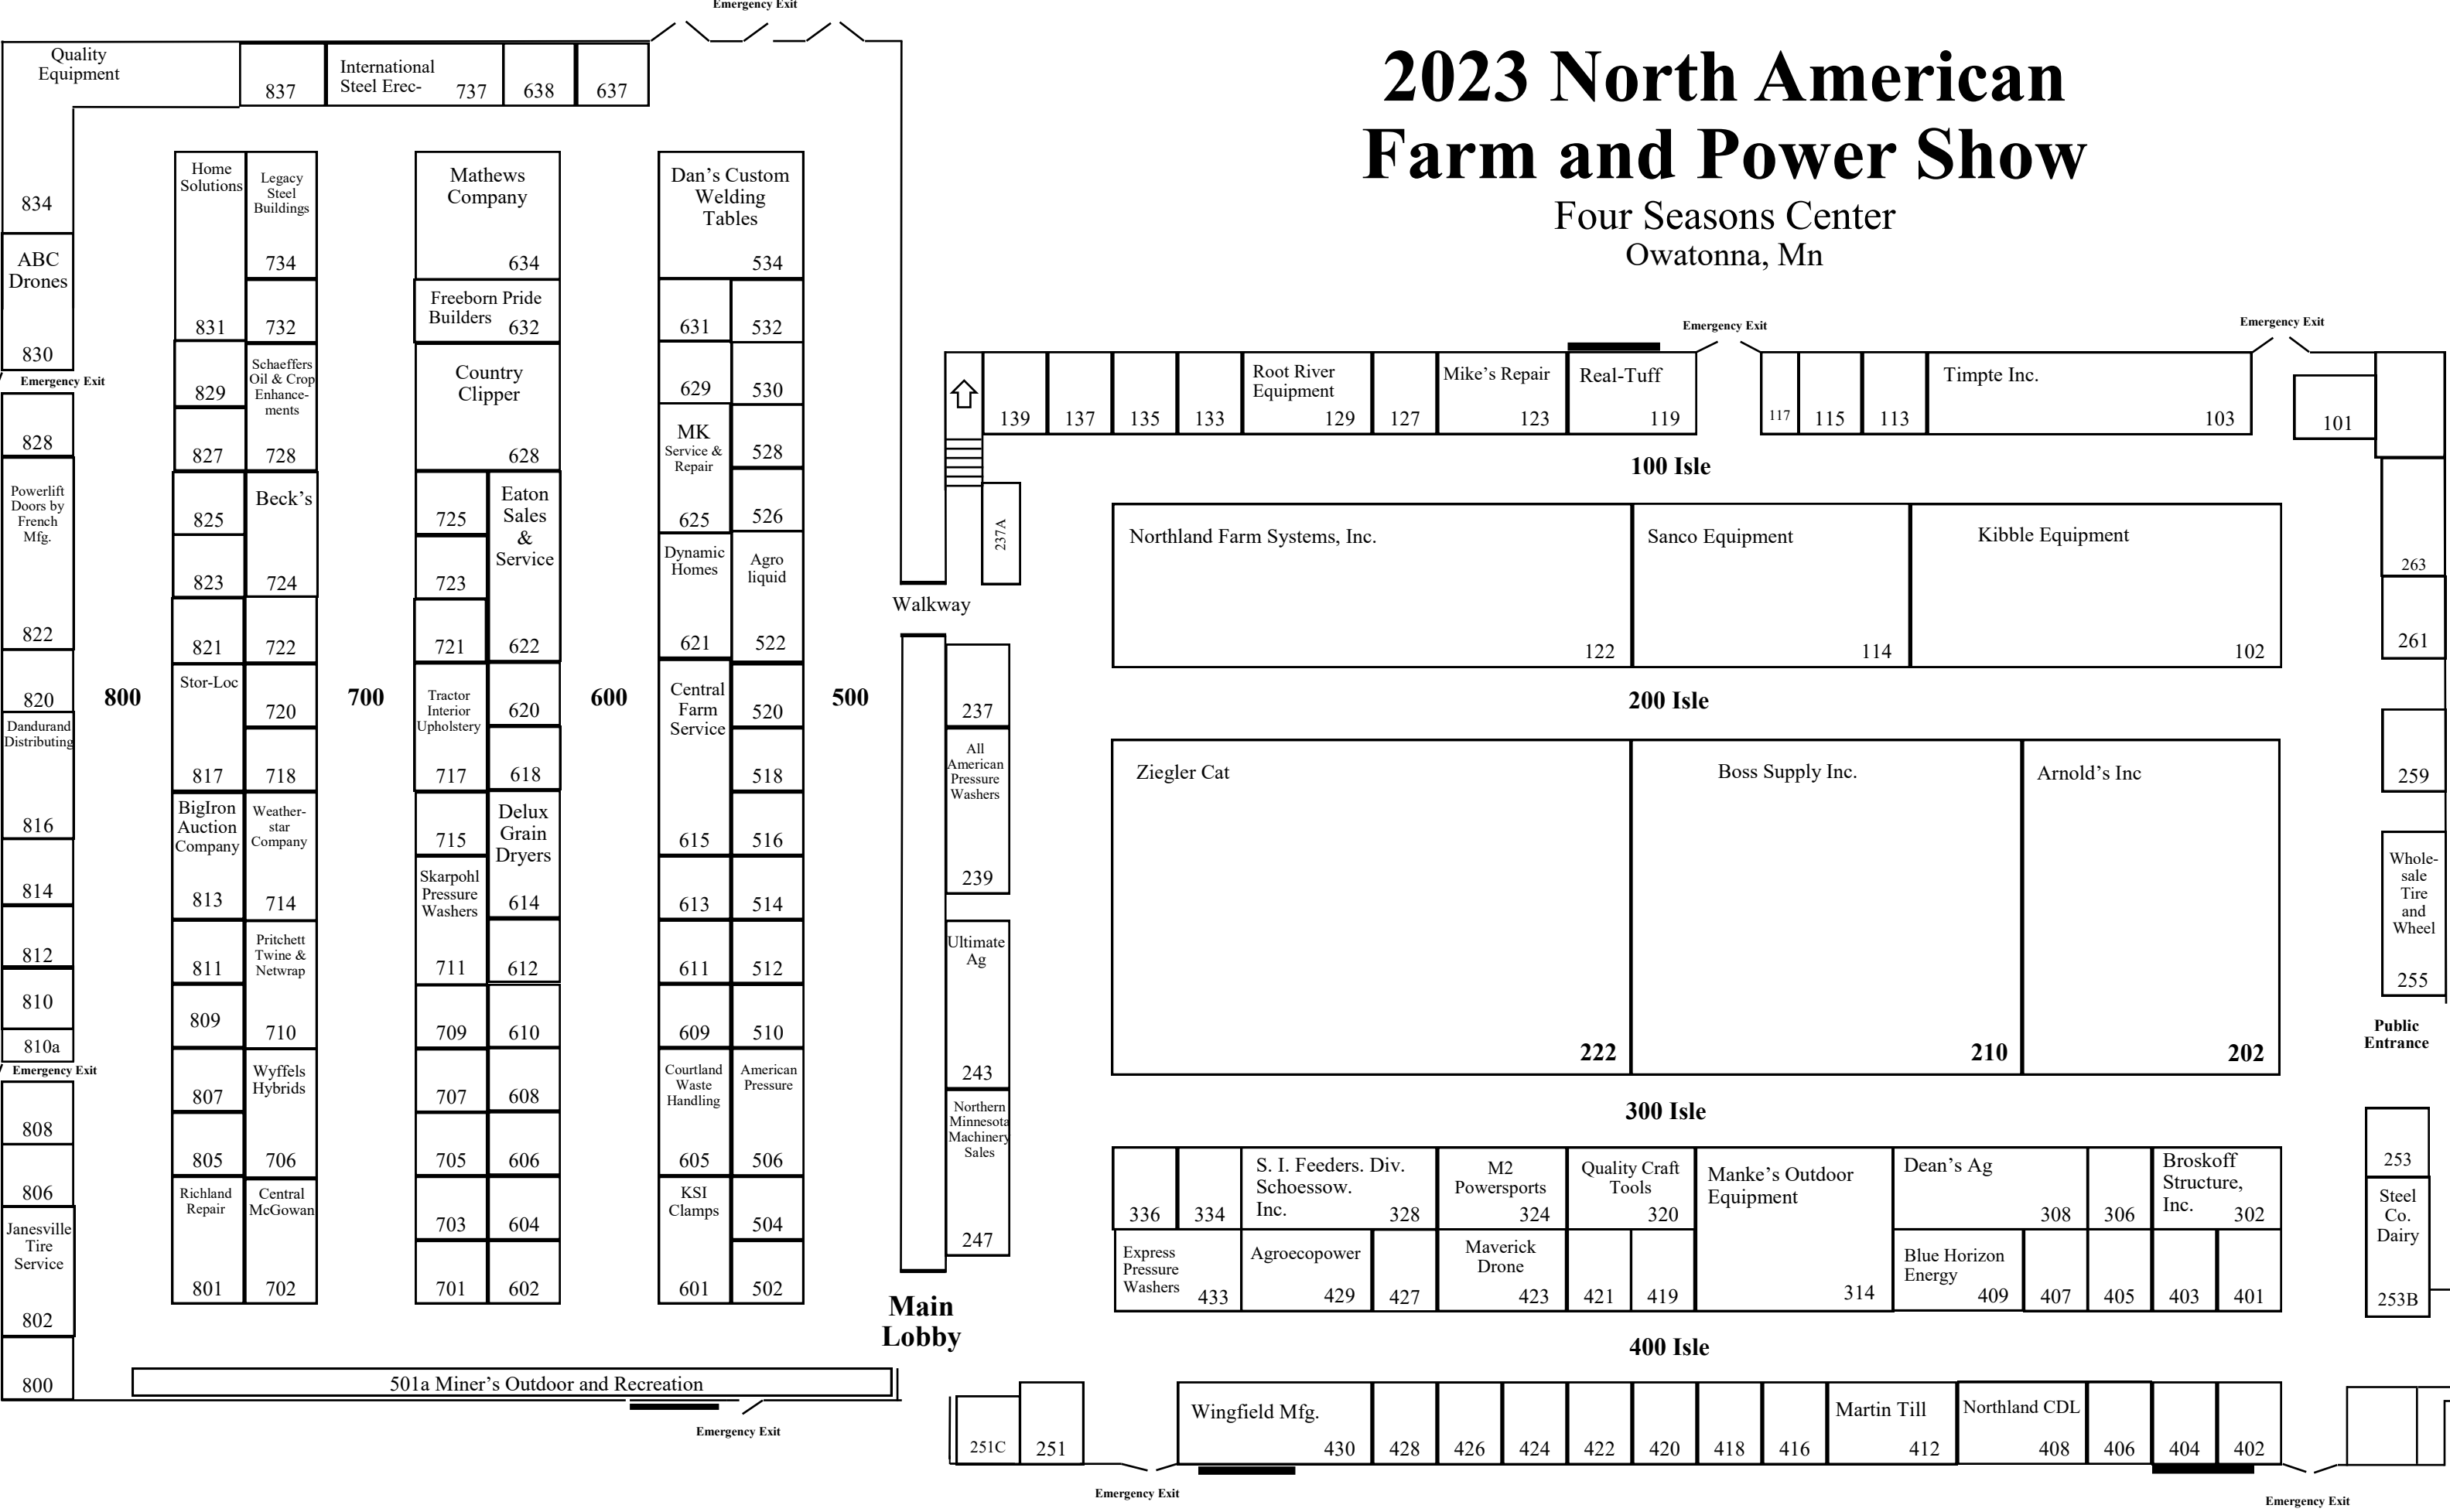 Emergency Exit
2023 North American
Farm and Power Show
Four Seasons Center
Owatonna, Mn
Quality
Equipment
834
837
International
Steel Erec-
737
638
637
ABC
Drones
830
Emergency Exit
828
Powerlift
Doors by
French
Mfg.
822
820
Dandurand
Distributing
816
814
812
810
810a
Emergency Exit
808
806
Janesville
Tire
Service
802
800
800
Home
Solutions
831
829
827
825
823
821
Stor-Loc
817
BigIron
Auction
Company
813
811
809
807
805
Richland
Repair
801
Legacy
Steel
Buildings
734
732
Schaeffers
Oil & Crop
Enhance-
ments
728
Beck's
724
722
720
718
Weather-
star
Company
714
Pritchett
Twine &
Netwrap
710
Wyffels
Hybrids
706
Central
McGowan
702
700
Mathews
Company
634
Freeborn Pride
Builders
632
Country
Clipper
628
725
723
721
Tractor
Interior
Upholstery
717
715
Skarpohl
Pressure
Washers
711
709
707
705
703
701
Eaton
Sales
&
Service
622
620
618
Delux
Grain
Dryers
614
612
610
608
606
604
602
600
Dan's Custom
Welding
Tables
534
631
629
MK
Service &
Repair
625
Dynamic
Homes
621
Central
Farm
Service
615
613
611
609
Courtland
Waste
Handling
605
KSI
Clamps
601
532
530
528
526
Agro
liquid
522
520
518
516
514
512
510
American
Pressure
506
504
502
500
501a Miner's Outdoor and Recreation
Emergency Exit
Walkway
Main
Lobby
237A
237
All
American
Pressure
Washers
239
Ultimate
Ag
243
Northern
Minnesota
Machinery
Sales
247
251C
251
Emergency Exit
Emergency Exit
139
137
135
133
Root River
Equipment
129
127
Mike's Repair
123
Real-Tuff
119
117
115
113
Timpte Inc.
103
101
100 Isle
Northland Farm Systems, Inc.
122
Sanco Equipment
114
Kibble Equipment
102
263
261
200 Isle
259
Ziegler Cat
222
Boss Supply Inc.
210
Arnold's Inc
202
Whole-
sale
Tire
and
Wheel
255
Public
Entrance
300 Isle
253
Steel
Co.
Dairy
253B
336
334
S. I. Feeders. Div.
Schoessow.
Inc.
328
M2
Powersports
324
Quality Craft
Tools
320
Manke's Outdoor
Equipment
314
Dean's Ag
308
306
Broskoff
Structure,
Inc.
302
Express
Pressure
Washers
433
Agroecopower
429
427
Maverick
Drone
423
421
419
Blue Horizon
Energy
409
407
405
403
401
400 Isle
Wingfield Mfg.
430
428
426
424
422
420
418
416
Martin Till
412
Northland CDL
408
406
404
402
Emergency Exit
Emergency Exit